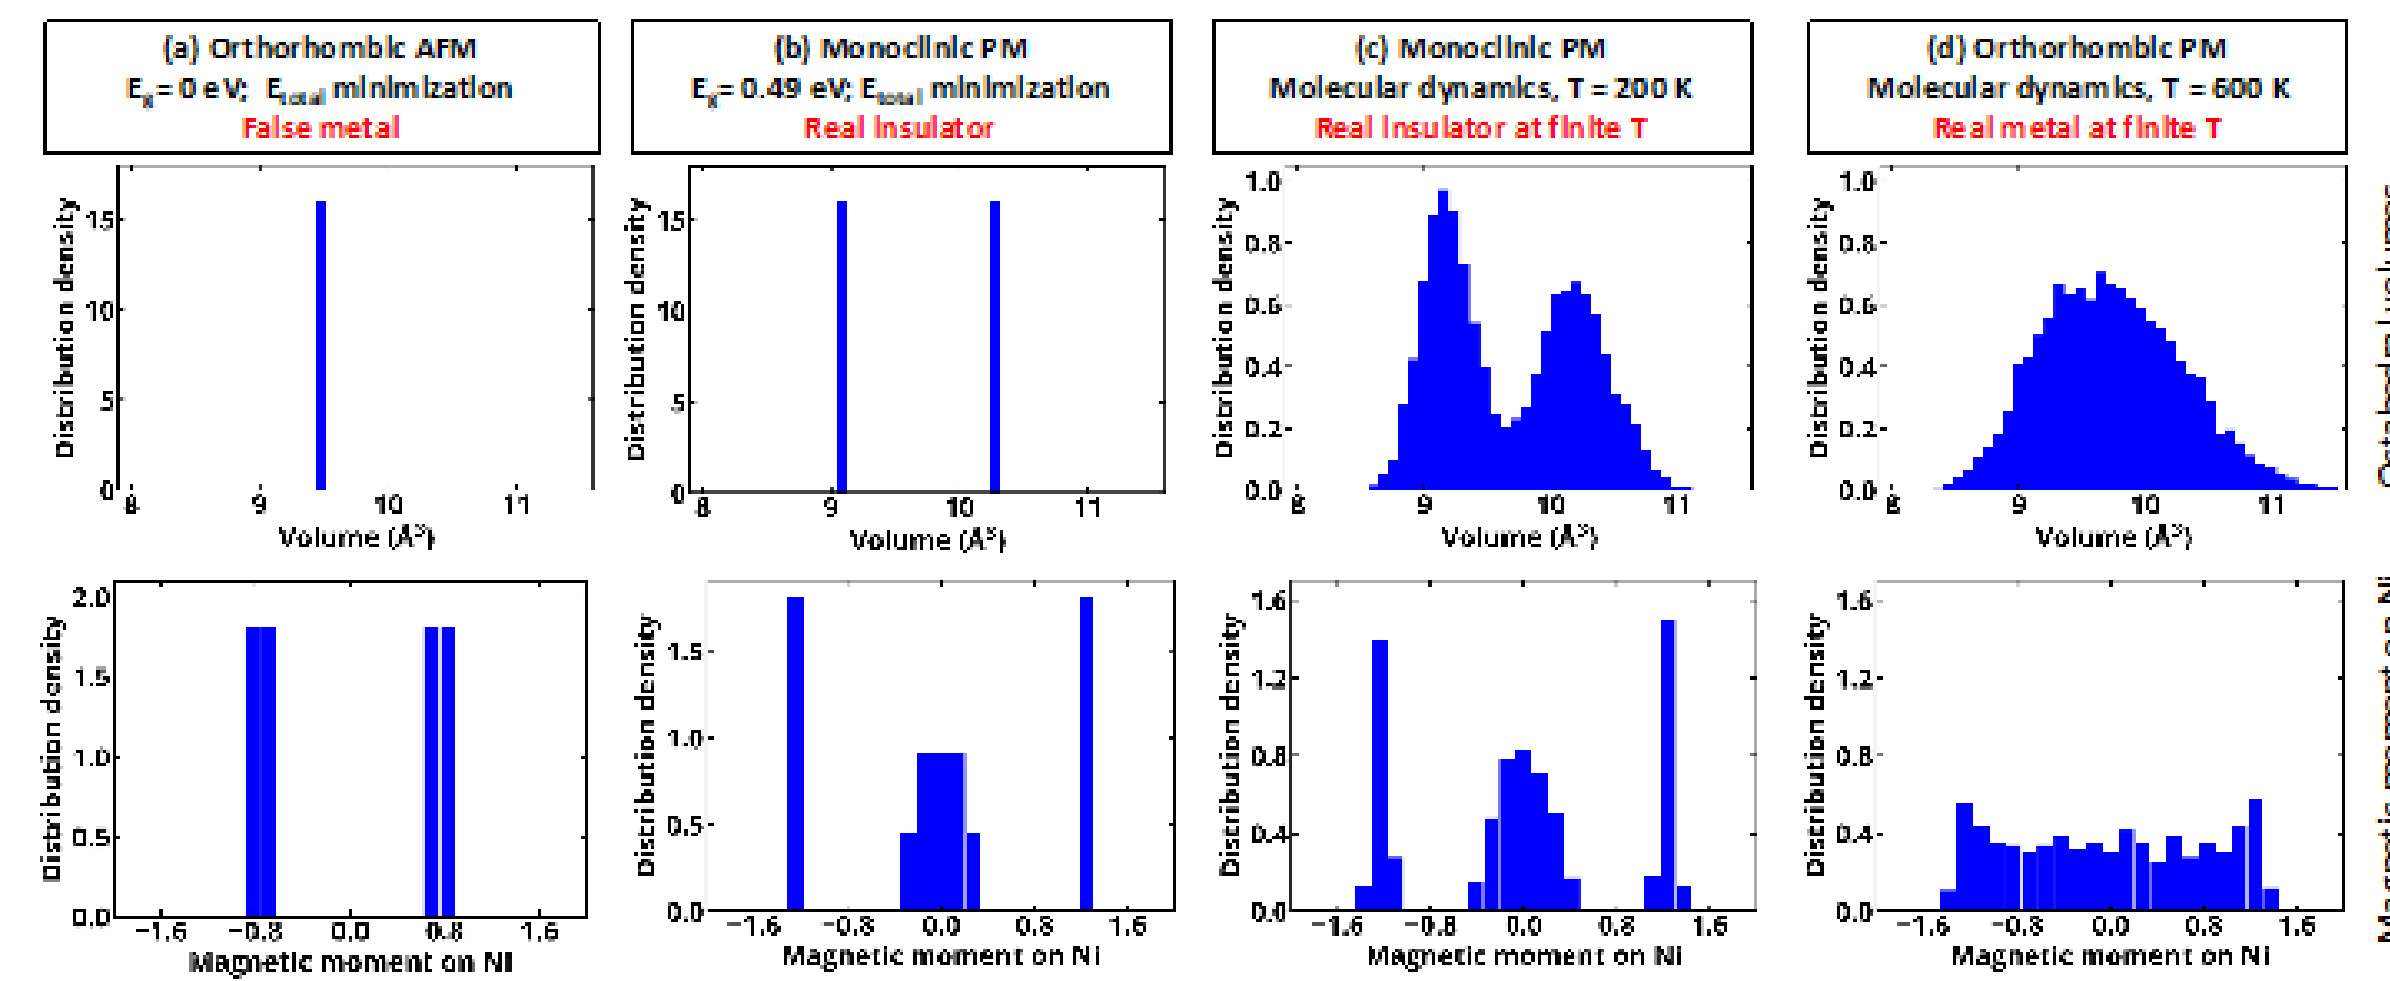 (a) Orthorhombic AFM
Eg = 0 eV; Etotal minimization
False metal
(b) Monoclinic PM
Eg= 0.49 eV; Etotal minimization
Real Insulator
(c) Monoclinic PM
Molecular dynamics, T = 200 K
Real Insulator at finite T
(d) Orthorhombic PM
Molecular dynamics, T = 600 K
Real metal at finite T
Distribution density
15
10
5
0
8 9 10 11
Volume (Å³)
Distribution density
15
10
5
0
8 9 10 11
Volume (Å³)
Distribution density
1.0
0.8
0.6
0.4
0.2
0.0
8 9 10 11
Volume (Å³)
Distribution density
1.0
0.8
0.6
0.4
0.2
0.0
8 9 10 11
Volume (Å³)
Distribution density
2.0
1.5
1.0
0.5
0.0
−1.6 −0.8 0.0 0.8 1.6
Magnetic moment on Ni
Distribution density
1.5
1.0
0.5
0.0
−1.6 −0.8 0.0 0.8 1.6
Magnetic moment on Ni
Distribution density
1.6
1.2
0.8
0.4
0.0
−1.6 −0.8 0.0 0.8 1.6
Magnetic moment on Ni
Distribution density
1.6
1.2
0.8
0.4
0.0
−1.6 −0.8 0.0 0.8 1.6
Magnetic moment on Ni